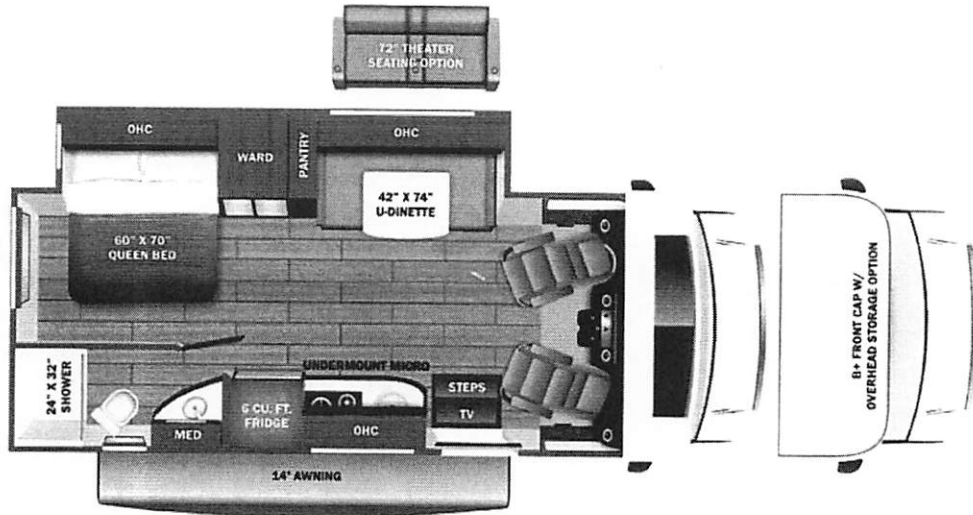 72" THEATER
SEATING OPTION
OHC
WARD
PANTRY
OHC
42" X 74"
U-DINETTE
60" X 70"
QUEEN BED
24" X 32"
SHOWER
UNDERMOUNT MICRO
6 CU. FT.
FRIDGE
STEPS
TV
MED
OHC
14' AWNING
B+ FRONT CAP W/
OVERHEAD STORAGE OPTION